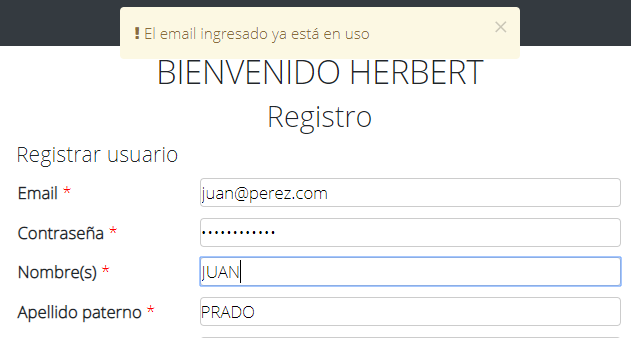 ! El email ingresado ya está en uso ×
BIENVENIDO HERBERT
Registro
Registrar usuario
Email * juan@perez.com
Contraseña * ••••••••••••
Nombre(s) * JUAN
Apellido paterno * PRADO